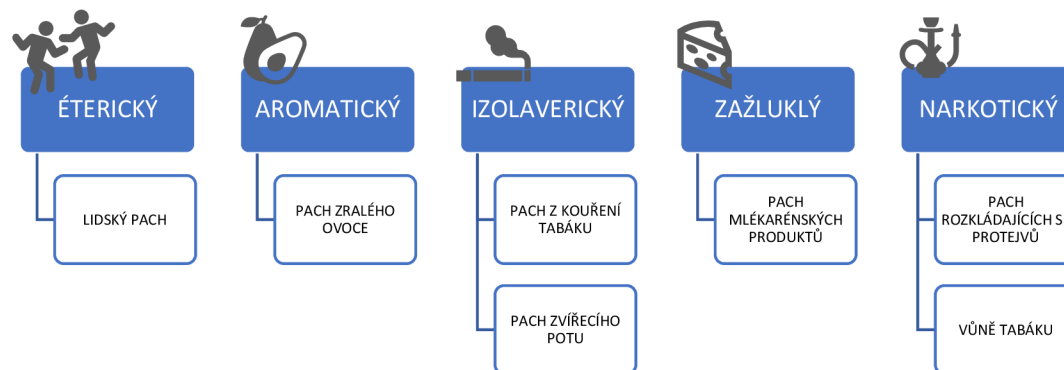 ÉTERICKÝ
LIDSKÝ PACH
AROMATICKÝ
PACH ZRALÉHO
OVOCE
IZOLAVERICKÝ
PACH Z KOUŘENÍ
TABÁKU
PACH ZVÍŘECÍHO
POTU
ZAŽLUKLÝ
PACH
MLÉKARÉNSKÝCH
PRODUKTŮ
NARKOTICKÝ
PACH
ROZKLÁDAJÍCÍCH S
PROTEJVŮ
VŮNĚ TABÁKU